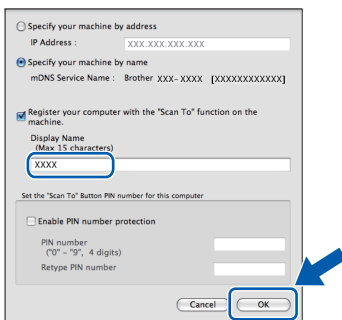 Specify your machine by address
IP Address : XXX.XXX.XXX.XXX
Specify your machine by name
mDNS Service Name : Brother XXX-XXXX [XXXXXXXXXXXX]
Register your computer with the "Scan To" function on the
machine.
Display Name
(Max 15 characters)
XXXX
Set the "Scan To" Button PIN number for this computer
Enable PIN number protection
PIN number
("0" – "9", 4 digits)
Retype PIN number
Cancel OK